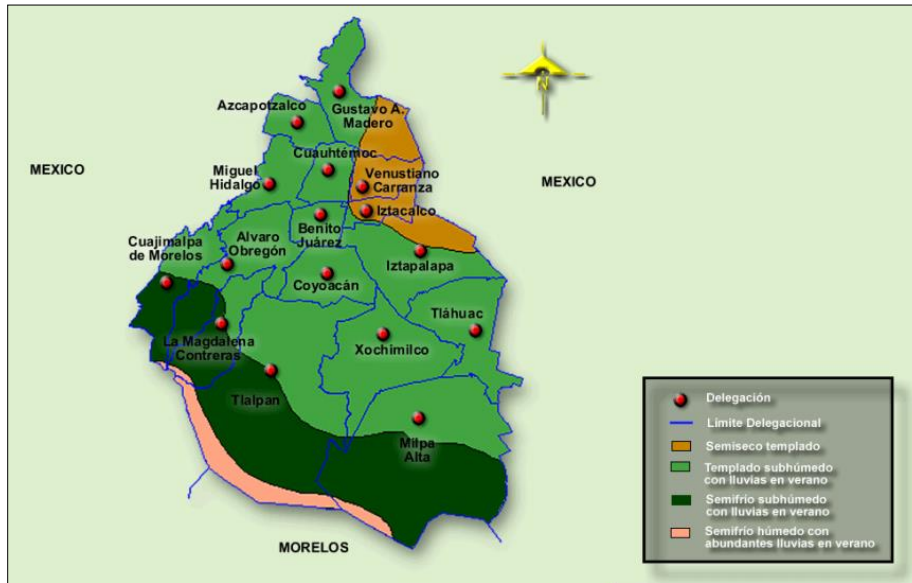 Azcapotzalco
Gustavo A.
Madero
Cuauhtémoc
MEXICO
Miguel
Hidalgo
Venustiano
Carranza
MEXICO
Iztacalco
Benito
Juárez
Cuajimalpa
de Morelos
Alvaro
Obregón
Iztapalapa
Coyoacán
Tláhuac
La Magdalena
Contreras
Xochimilco
Tlalpan
Milpa
Alta
MORELOS
N
Delegación
Límite Delegacional
Semiseco templado
Templado subhúmedo
con lluvias en verano
Semifrío subhúmedo
con lluvias en verano
Semifrío húmedo con
abundantes lluvias en verano